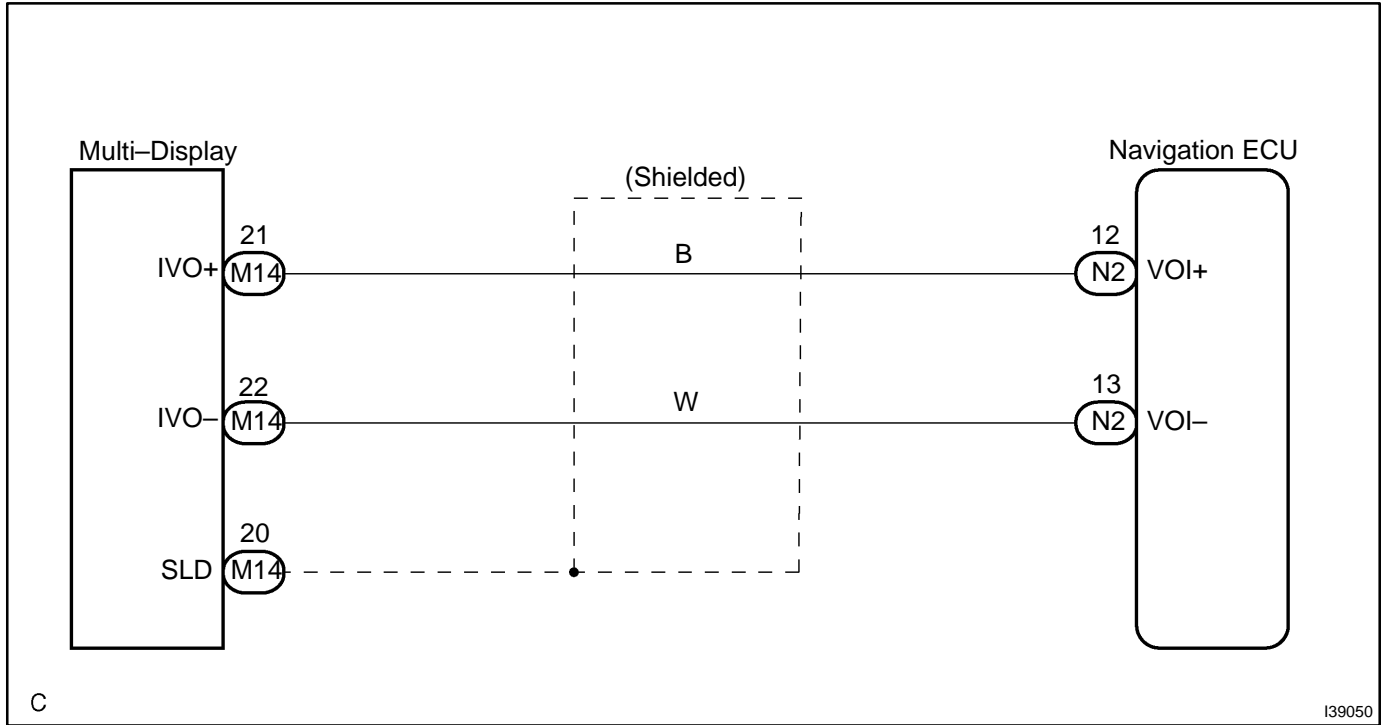 Multi–Display
Navigation ECU
(Shielded)
21
12
IVO+
M14
B
N2
VOI+
22
13
IVO–
M14
W
N2
VOI–
20
SLD
M14
C
I39050